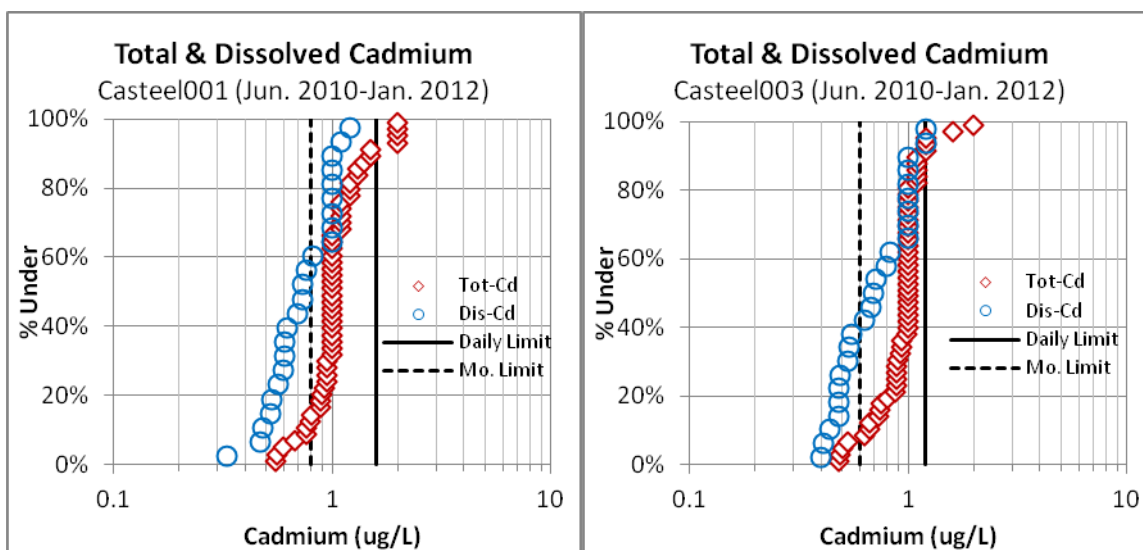 Total & Dissolved Cadmium
Casteel001 (Jun. 2010-Jan. 2012)
100%
80%
60%
40%
20%
0%
% Under
Tot-Cd
Dis-Cd
Daily Limit
Mo. Limit
0.1
1
10
Cadmium (ug/L)
Total & Dissolved Cadmium
Casteel003 (Jun. 2010-Jan. 2012)
100%
80%
60%
40%
20%
0%
% Under
Tot-Cd
Dis-Cd
Daily Limit
Mo. Limit
0.1
1
10
Cadmium (ug/L)